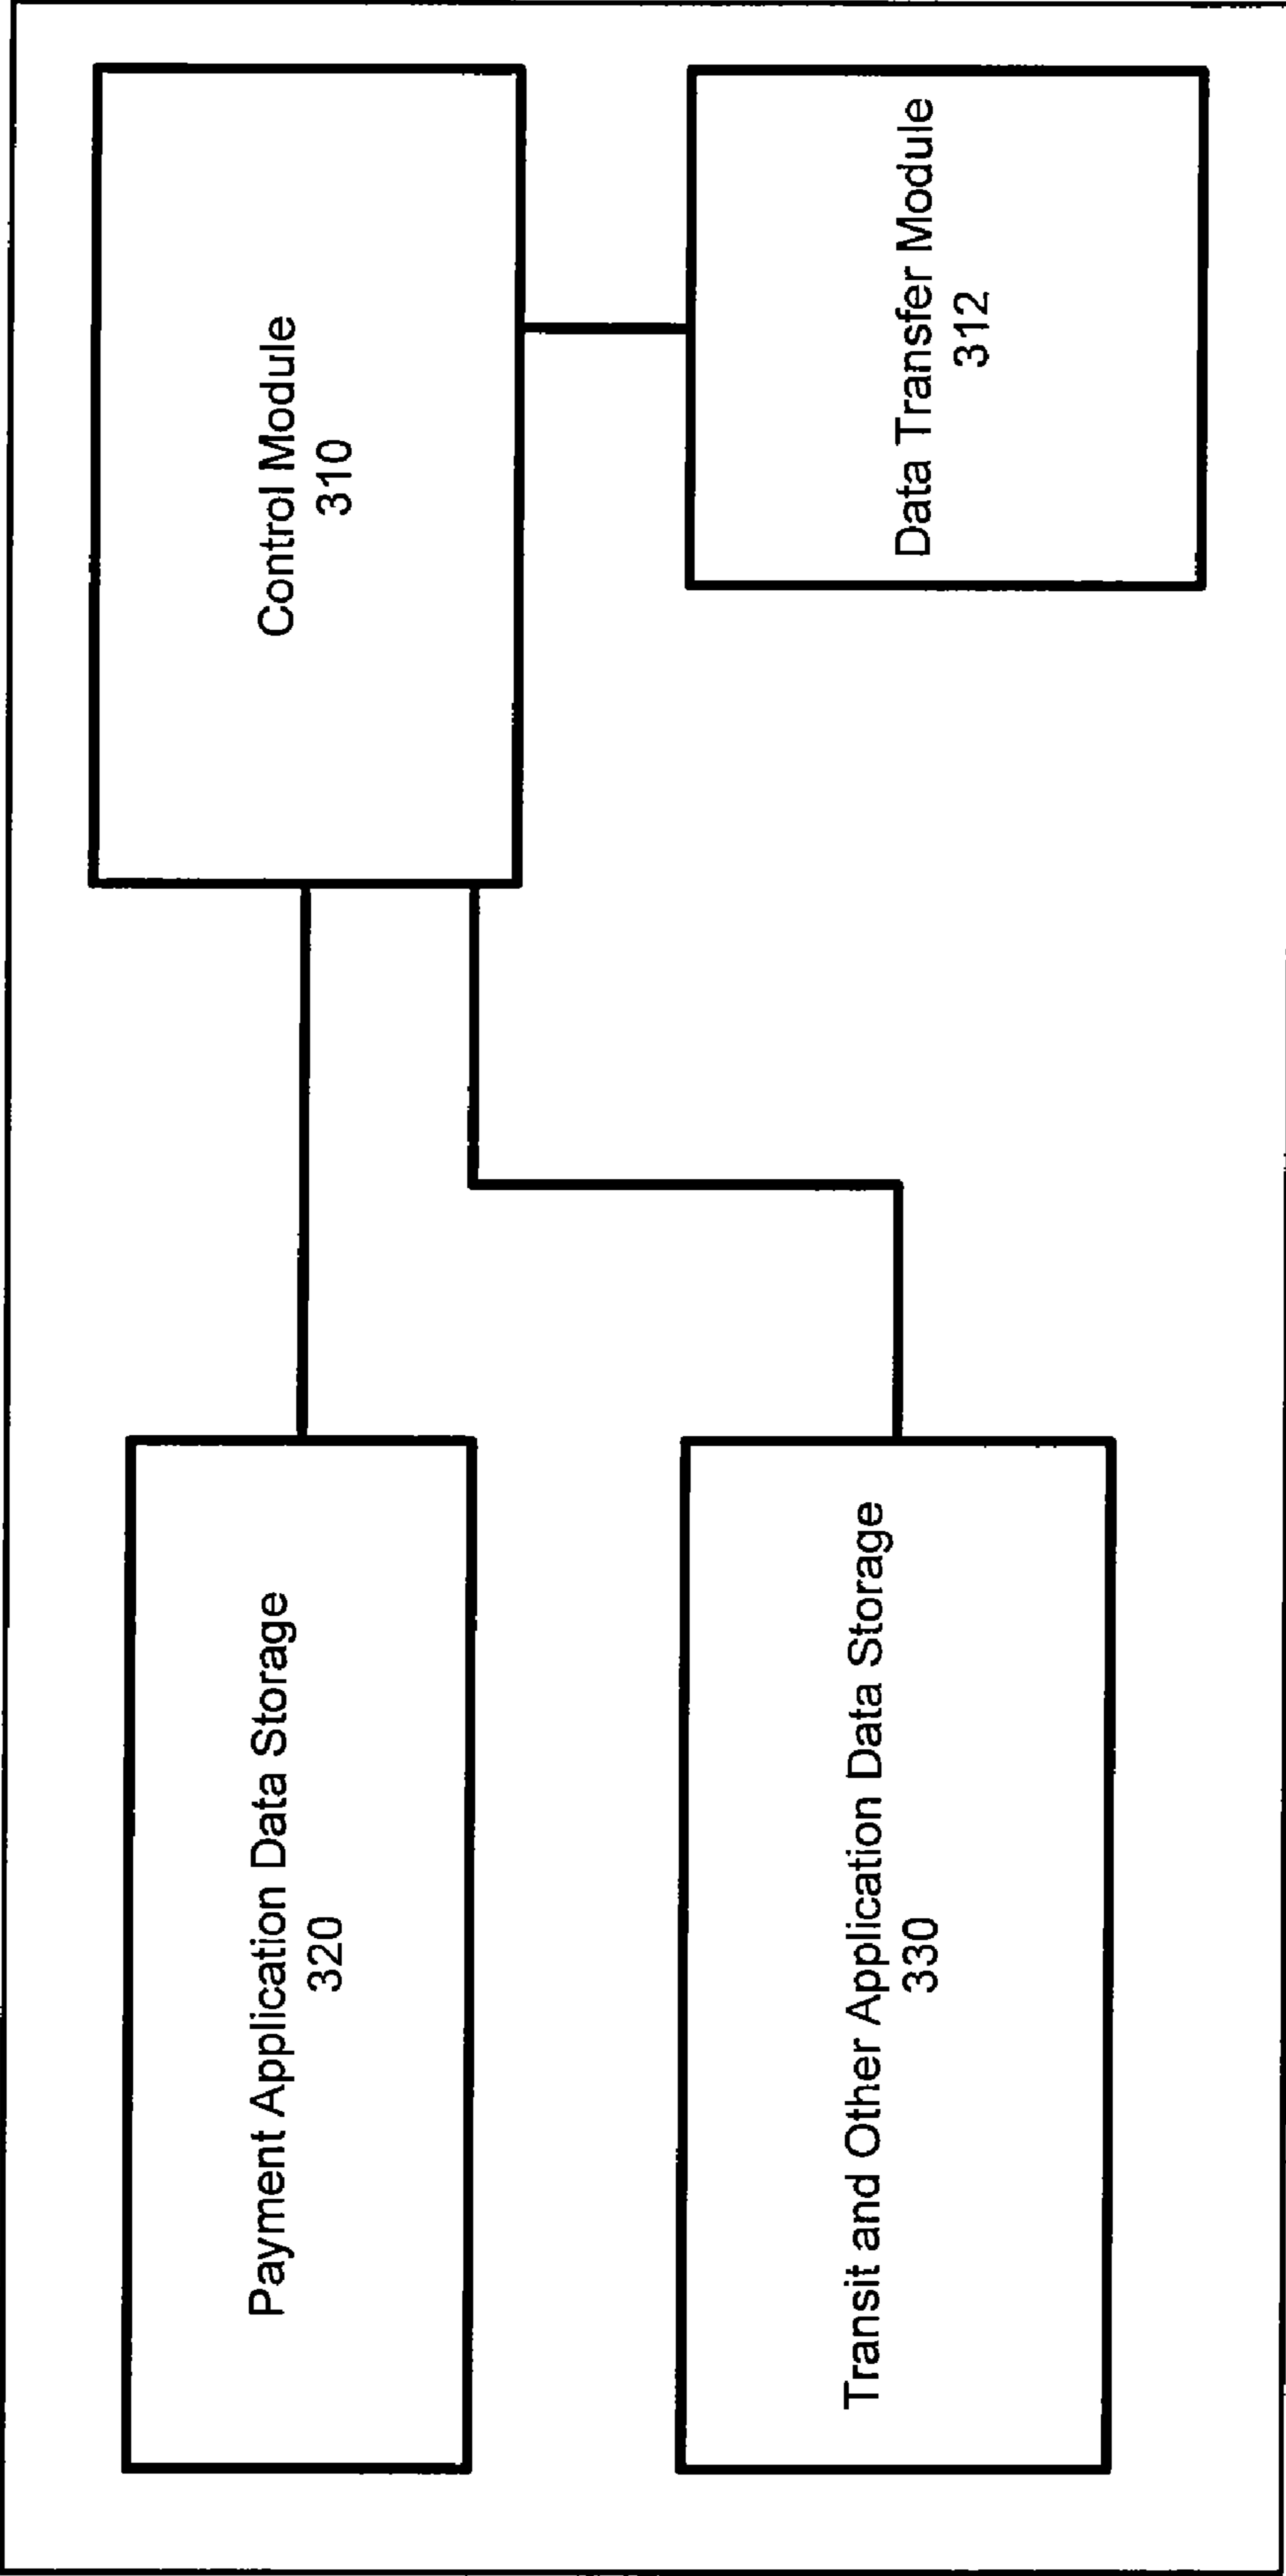 Payment Application Data Storage
320
Control Module
310
Transit and Other Application Data Storage
330
Data Transfer Module
312